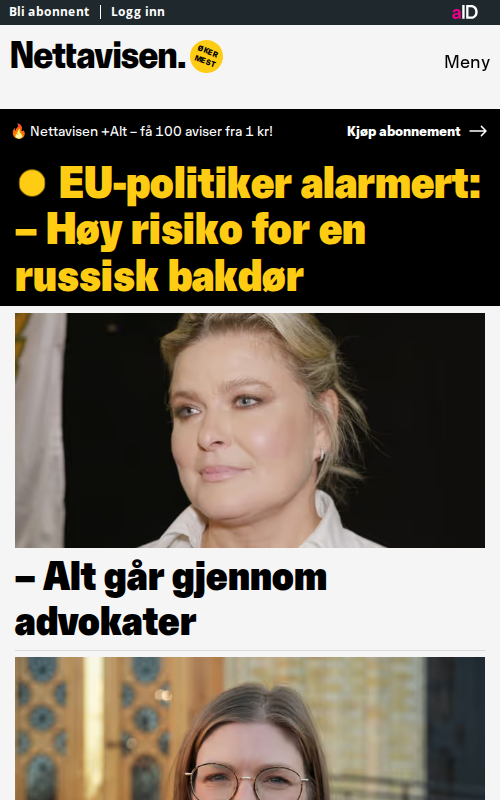 Bli abonnent | Logg inn
aID
Nettavisen.
ØKER
MEST
Meny
🔥 Nettavisen +Alt – få 100 aviser fra 1 kr!
Kjøp abonnement →
EU-politiker alarmert:
– Høy risiko for en
russisk bakdør
– Alt går gjennom
advokater